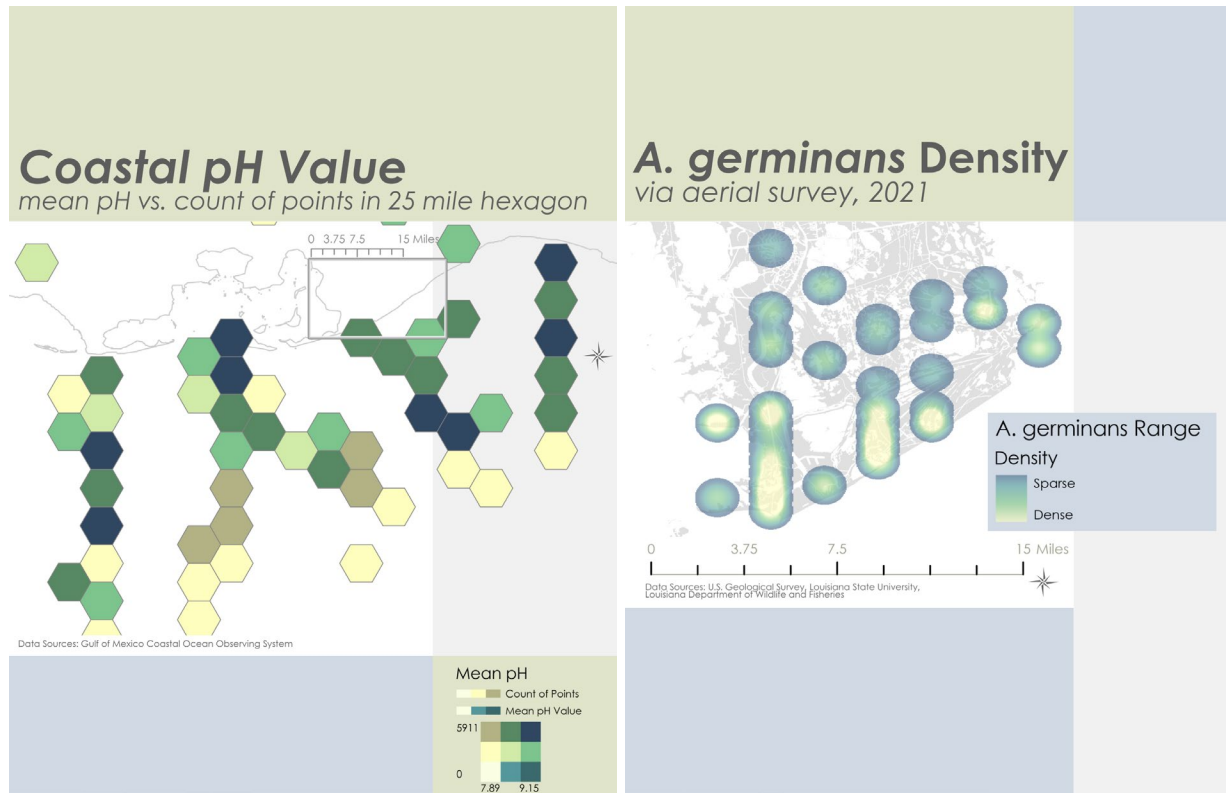 Coastal pH Value
mean pH vs. count of points in 25 mile hexagon
0 3.75 7.5 15 Miles
Data Sources: Gulf of Mexico Coastal Ocean Observing System
Mean pH
Count of Points
Mean pH Value
5911
0
7.89 9.15
A. germinans Density
via aerial survey, 2021
A. germinans Range
Density
Sparse
Dense
0 3.75 7.5 15 Miles
Data Sources: U.S. Geological Survey, Louisiana State University,
Louisiana Department of Wildlife and Fisheries